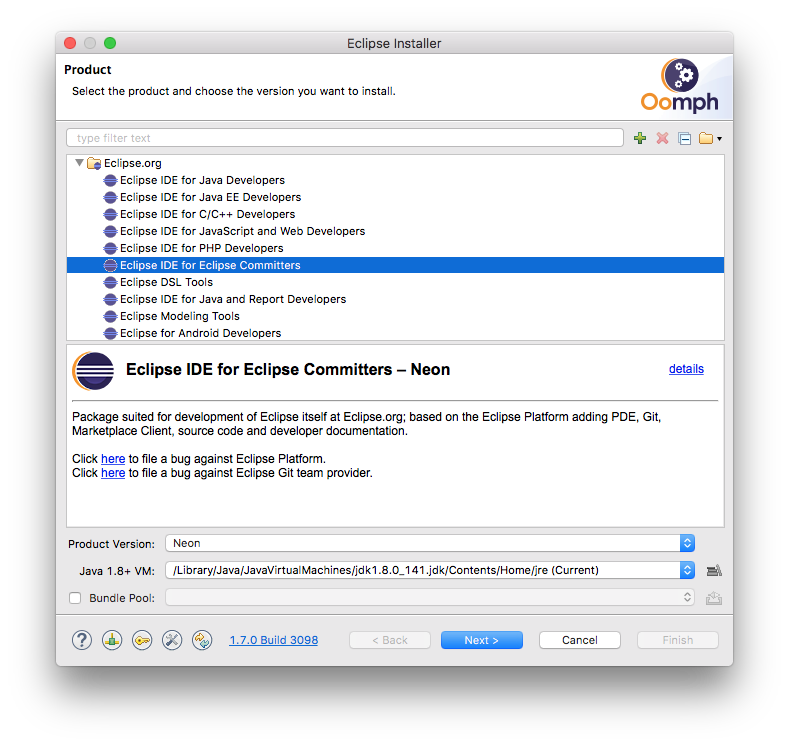 Eclipse Installer
Product
Select the product and choose the version you want to install.
Oomph
type filter text
Eclipse.org
Eclipse IDE for Java Developers
Eclipse IDE for Java EE Developers
Eclipse IDE for C/C++ Developers
Eclipse IDE for JavaScript and Web Developers
Eclipse IDE for PHP Developers
Eclipse IDE for Eclipse Committers
Eclipse DSL Tools
Eclipse IDE for Java and Report Developers
Eclipse Modeling Tools
Eclipse for Android Developers
Eclipse IDE for Eclipse Committers – Neon
details
Package suited for development of Eclipse itself at Eclipse.org; based on the Eclipse Platform adding PDE, Git,
Marketplace Client, source code and developer documentation.
Click here to file a bug against Eclipse Platform.
Click here to file a bug against Eclipse Git team provider.
Product Version: Neon
Java 1.8+ VM: /Library/Java/JavaVirtualMachines/jdk1.8.0_141.jdk/Contents/Home/jre (Current)
Bundle Pool:
? 1.7.0 Build 3098 < Back Next > Cancel Finish